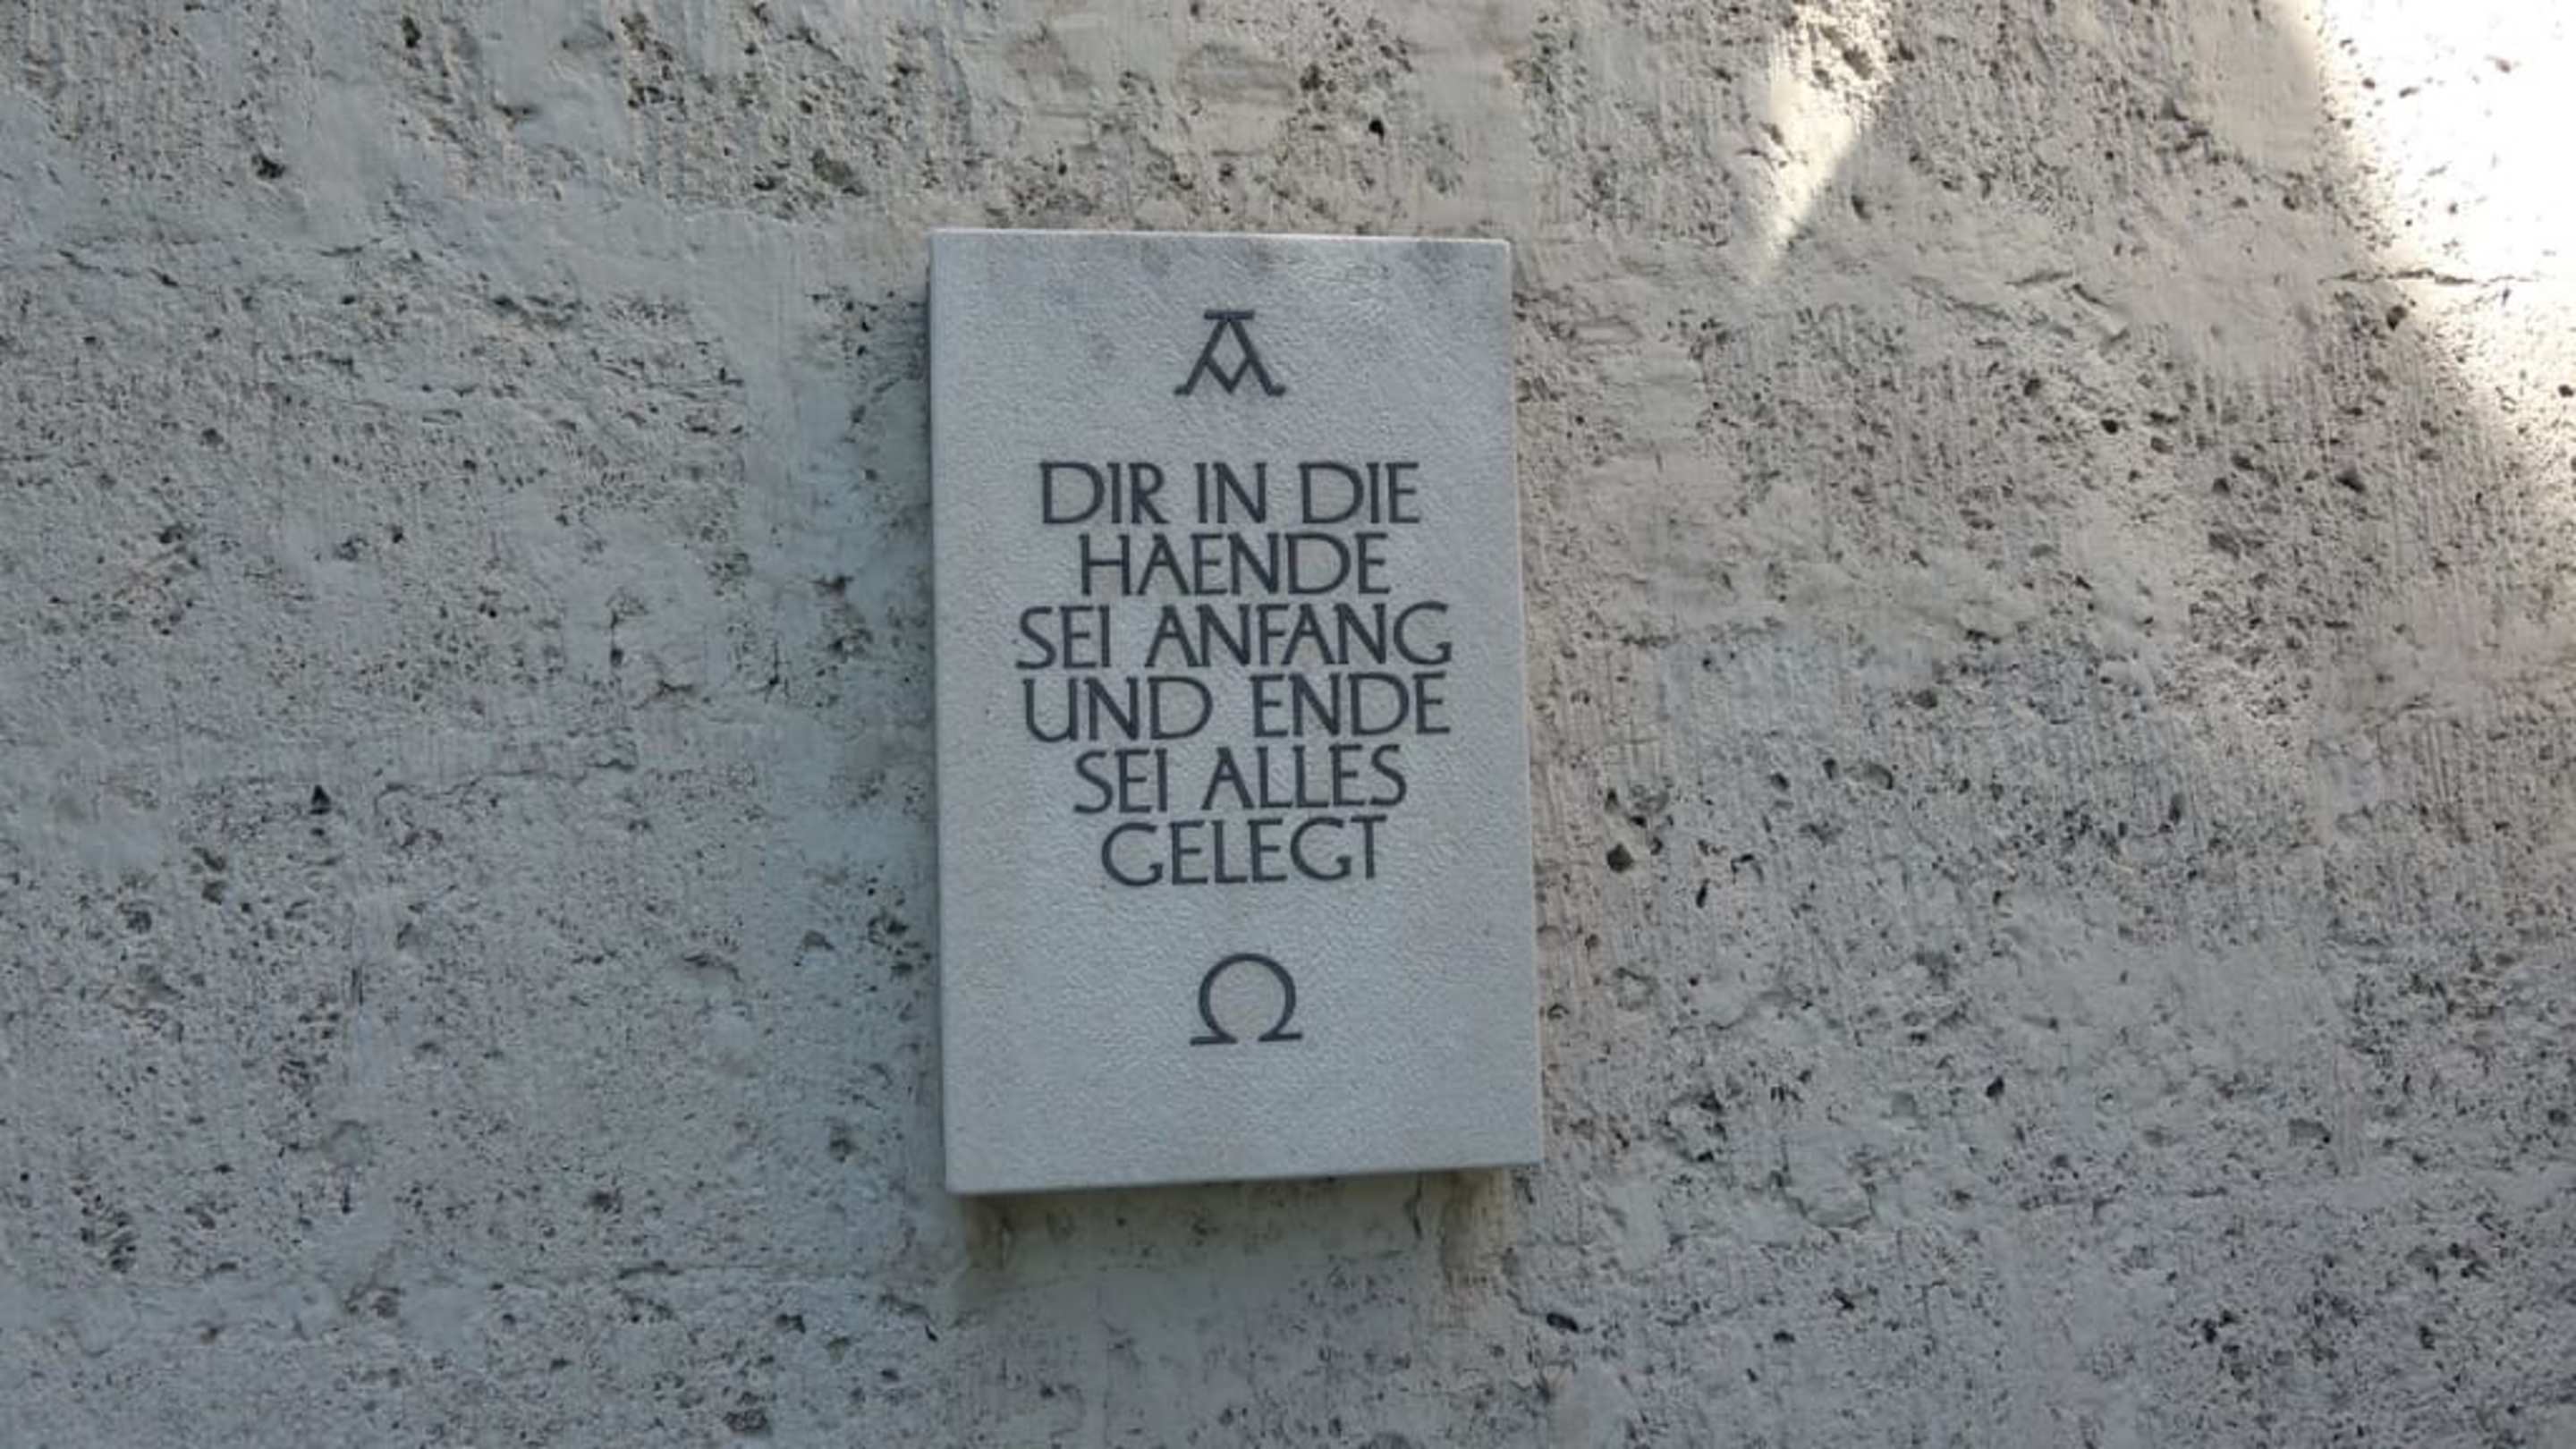 Α
DIR IN DIE
HAENDE
SEI ANFANG
UND ENDE
SEI ALLES
GELEGT
Ω